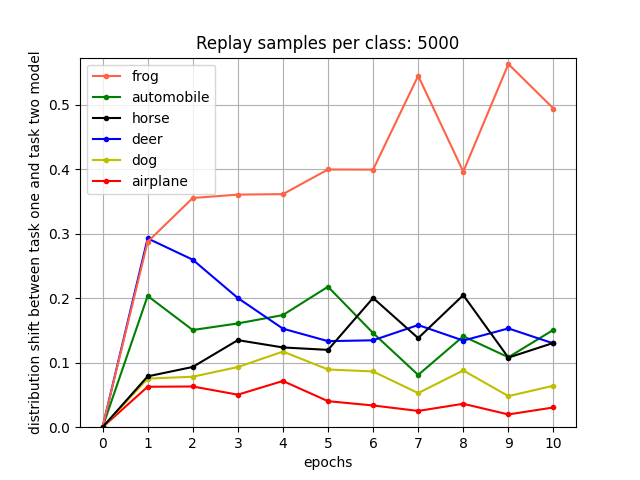 Replay samples per class: 5000
distribution shift between task one and task two model
0.5
0.4
0.3
0.2
0.1
0.0
frog
automobile
horse
deer
dog
airplane
0 1 2 3 4 5 6 7 8 9 10
epochs